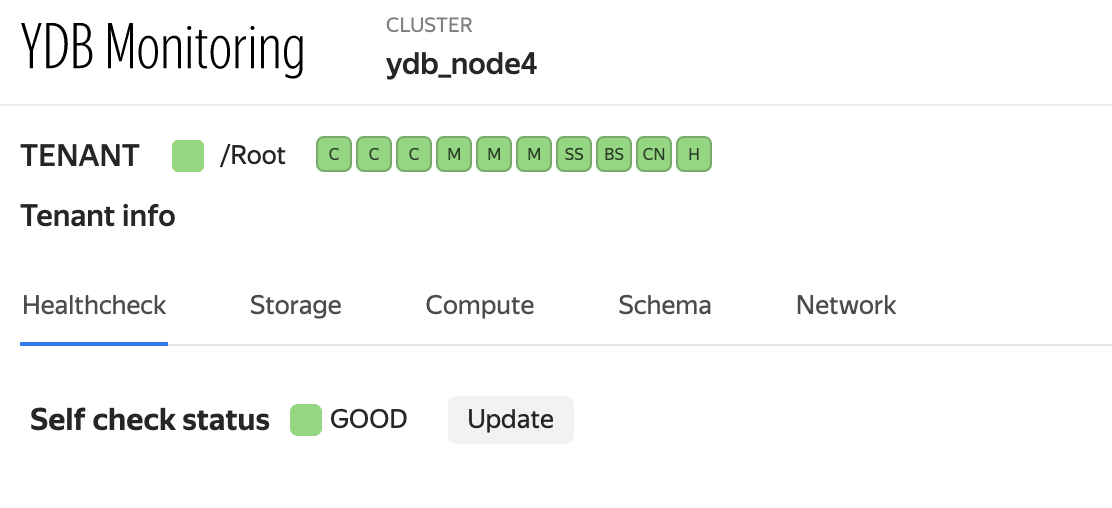 YDB Monitoring
CLUSTER
ydb_node4
TENANT /Root C C C M M M SS BS CN H
Tenant info
Healthcheck Storage Compute Schema Network
Self check status GOOD Update